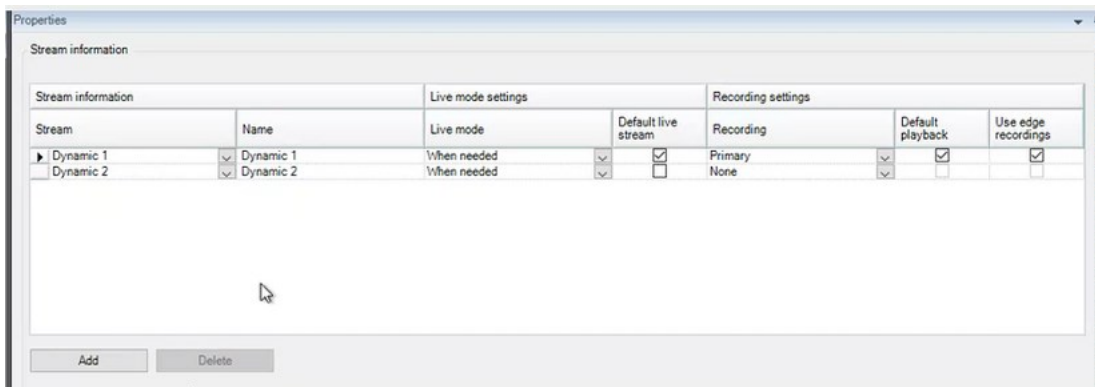 Properties
Stream information
Stream information Live mode settings Recording settings
Stream Name Live mode Default live stream Recording Default playback Use edge recordings
Dynamic 1 Dynamic 1 When needed Primary
Dynamic 2 Dynamic 2 When needed None
Add Delete